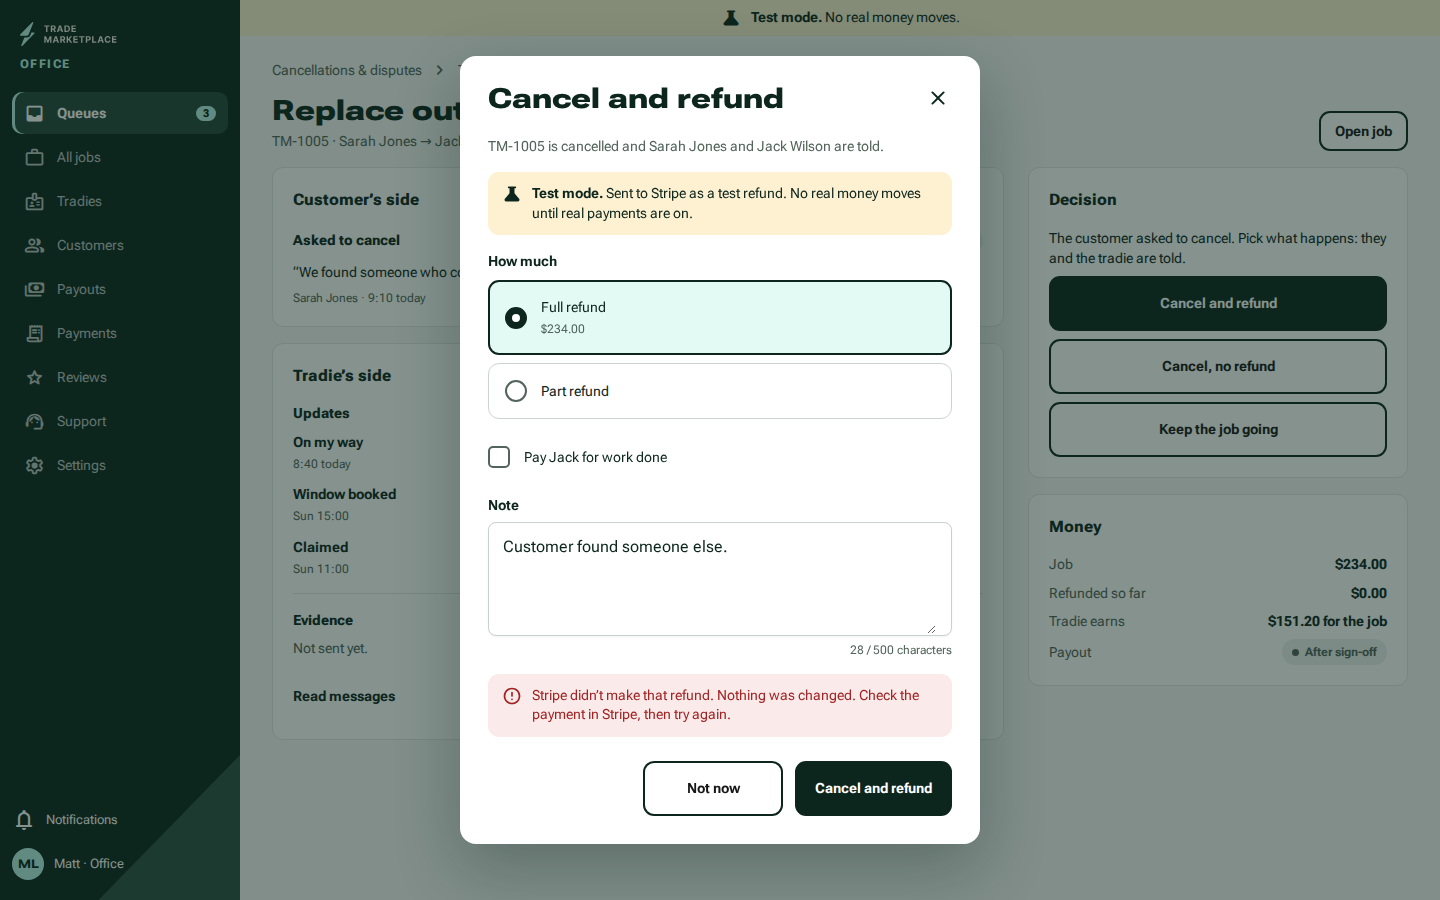 TRADE
MARKETPLACE
OFFICE
Queues
3
All jobs
Tradies
Customers
Payouts
Payments
Reviews
Support
Settings
Notifications
ML
Matt · Office
Test mode. No real money moves.
Cancellations & disputes
Replace out
TM-1005 · Sarah Jones → Jack
Open job
Customer’s side
Asked to cancel
“We found someone who co
Sarah Jones · 9:10 today
Tradie’s side
Updates
On my way
8:40 today
Window booked
Sun 15:00
Claimed
Sun 11:00
Evidence
Not sent yet.
Read messages
Cancel and refund
TM-1005 is cancelled and Sarah Jones and Jack Wilson are told.
Test mode. Sent to Stripe as a test refund. No real money moves
until real payments are on.
How much
Full refund
$234.00
Part refund
Pay Jack for work done
Note
Customer found someone else.
28 / 500 characters
Stripe didn’t make that refund. Nothing was changed. Check the
payment in Stripe, then try again.
Not now
Cancel and refund
Decision
The customer asked to cancel. Pick what happens: they
and the tradie are told.
Cancel and refund
Cancel, no refund
Keep the job going
Money
Job
$234.00
Refunded so far
$0.00
Tradie earns
$151.20 for the job
Payout
After sign-off